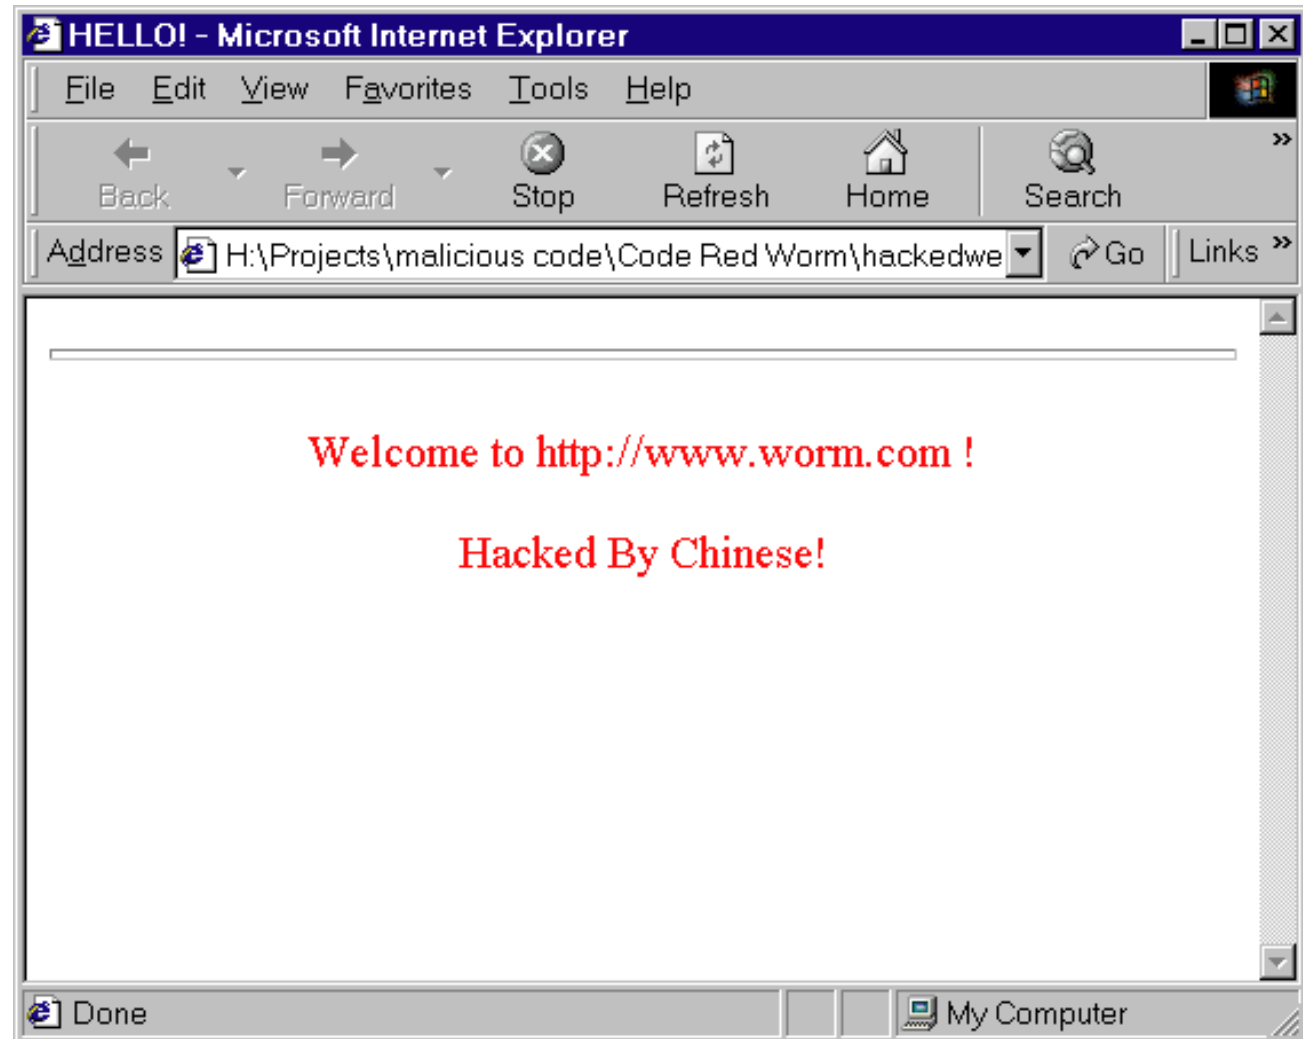 HELLO! - Microsoft Internet Explorer
File Edit View Favorites Tools Help
Back Forward Stop Refresh Home Search »
Address H:\Projects\malicious code\Code Red Worm\hackedwe Go Links »
Welcome to http://www.worm.com !
Hacked By Chinese!
Done My Computer